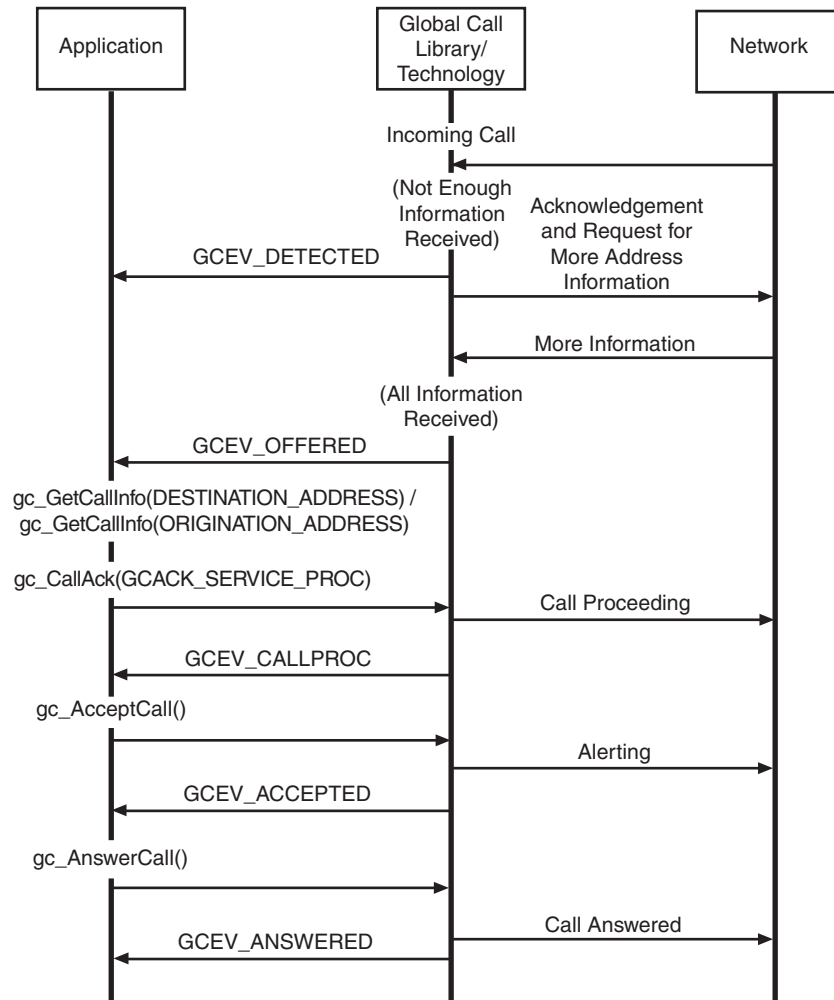 Application
Global Call
Library/
Technology
Network
Incoming Call
(Not Enough
Information
Received)
Acknowledgement
and Request for
More Address
Information
GCEV_DETECTED
More Information
(All Information
Received)
GCEV_OFFERED
gc_GetCallInfo(DESTINATION_ADDRESS) /
gc_GetCallInfo(ORIGINATION_ADDRESS)
gc_CallAck(GCACK_SERVICE_PROC)
Call Proceeding
GCEV_CALLPROC
gc_AcceptCall()
Alerting
GCEV_ACCEPTED
gc_AnswerCall()
Call Answered
GCEV_ANSWERED